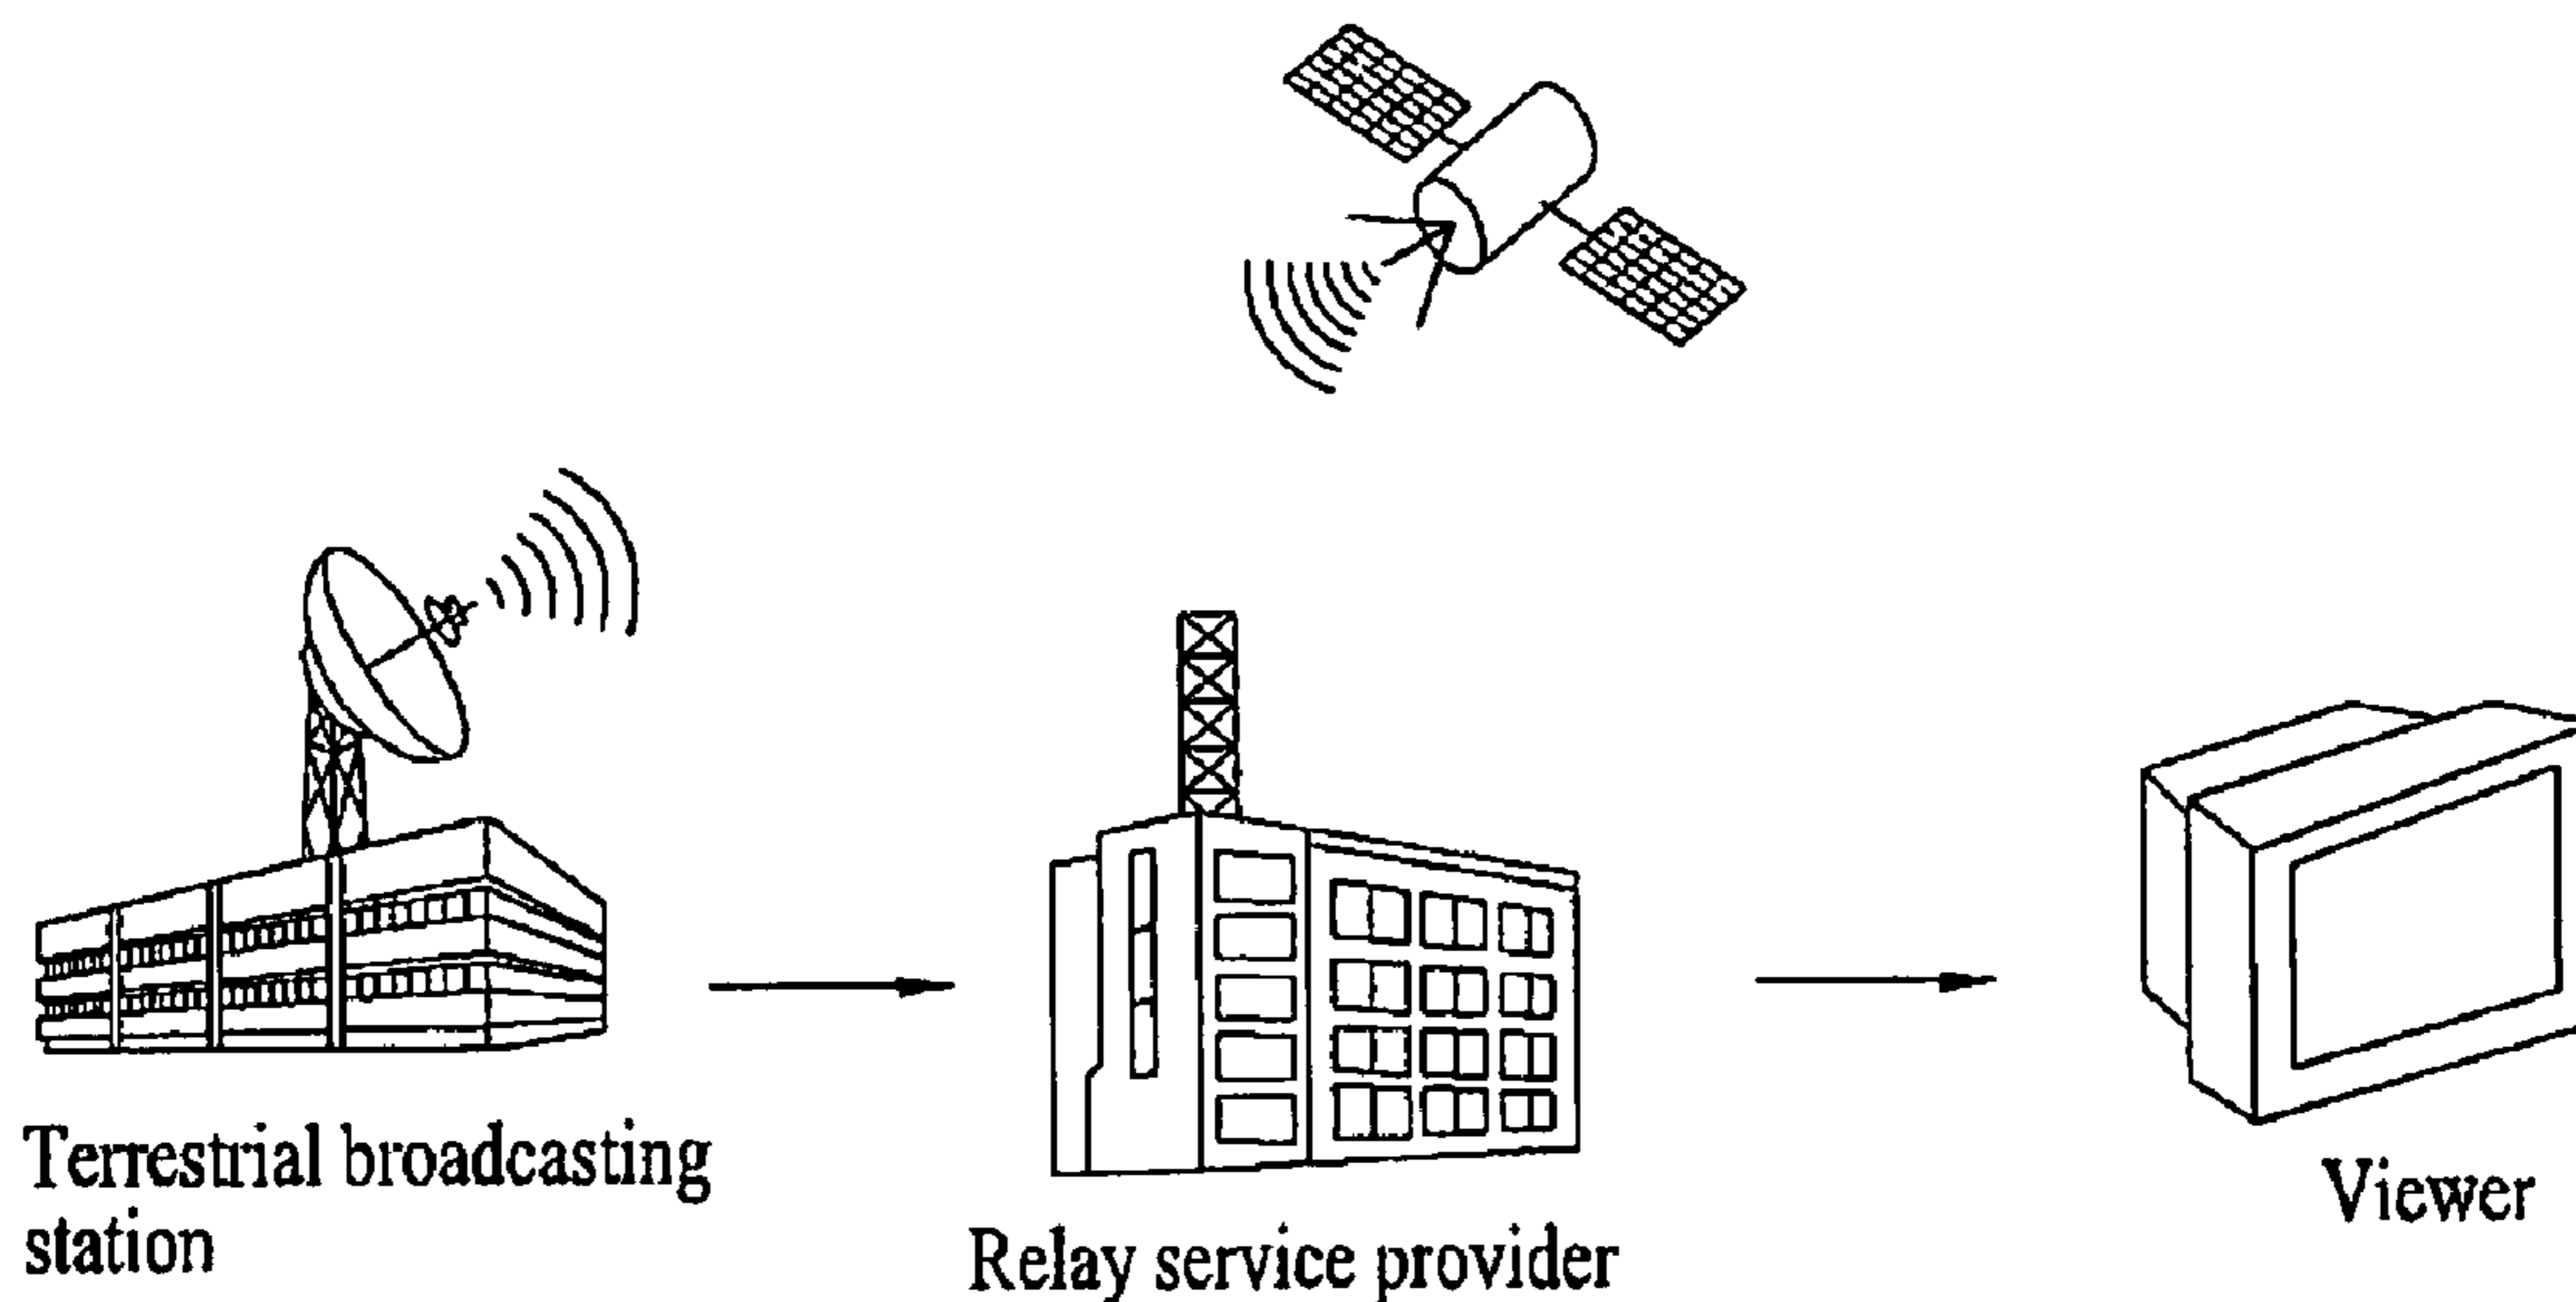 Terrestrial broadcasting
station
Relay service provider
Viewer